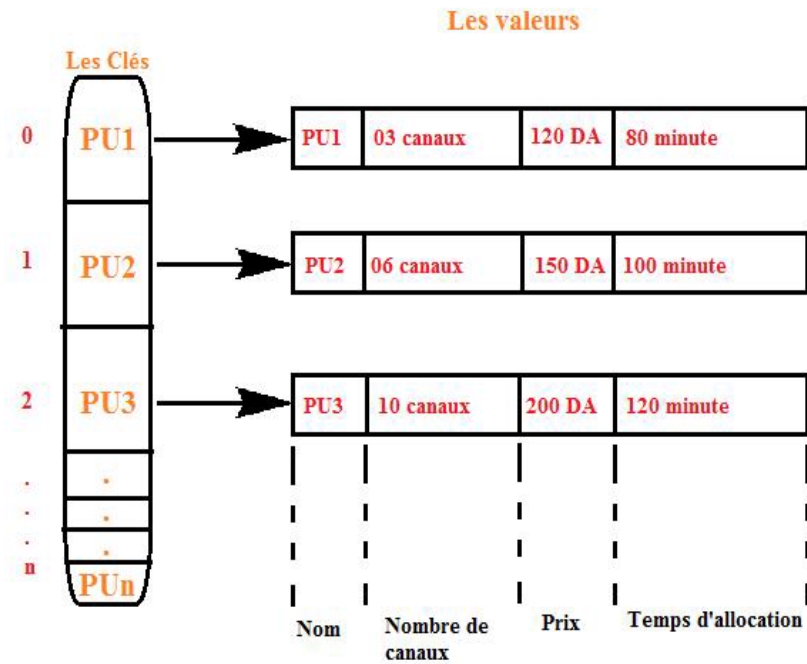 Les valeurs
Les Clés
0 PU1 PU1 03 canaux 120 DA 80 minute
1 PU2 PU2 06 canaux 150 DA 100 minute
2 PU3 PU3 10 canaux 200 DA 120 minute
. .
. .
. .
n PUn
Nom Nombre de canaux Prix Temps d'allocation